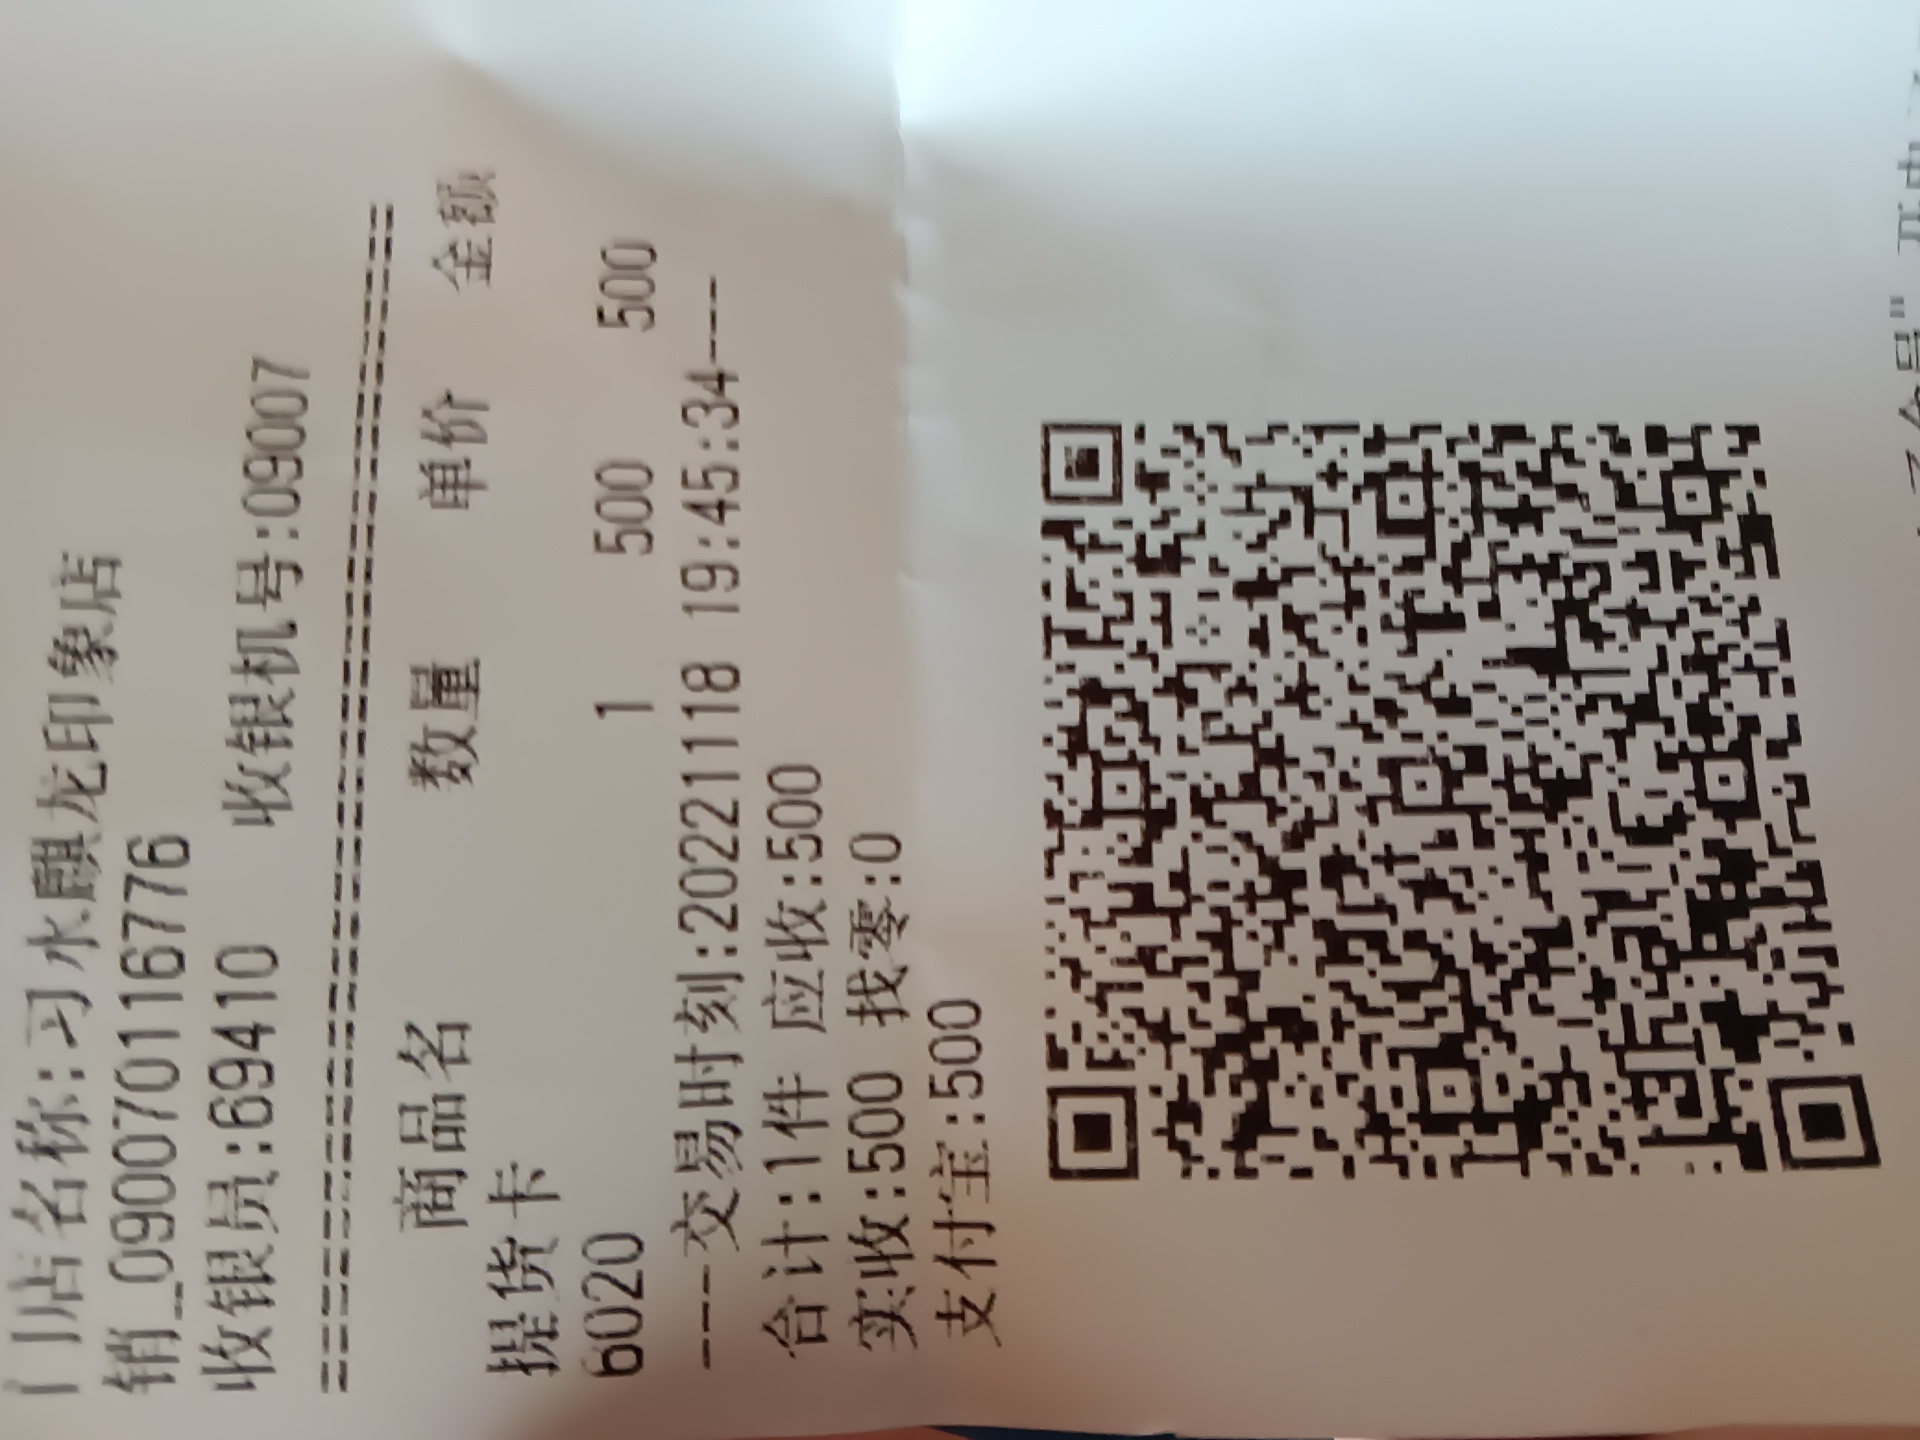 门店名称:习水麒龙印象店
销_0900701116776
收银员:69410 收银机号:09007
商品名 数量 单价 金额
提货卡
6020 1 500 500
----交易时刻:20221118 19:45:34----
合计:1件 应收:500
实收:500 找零:0
支付宝:500